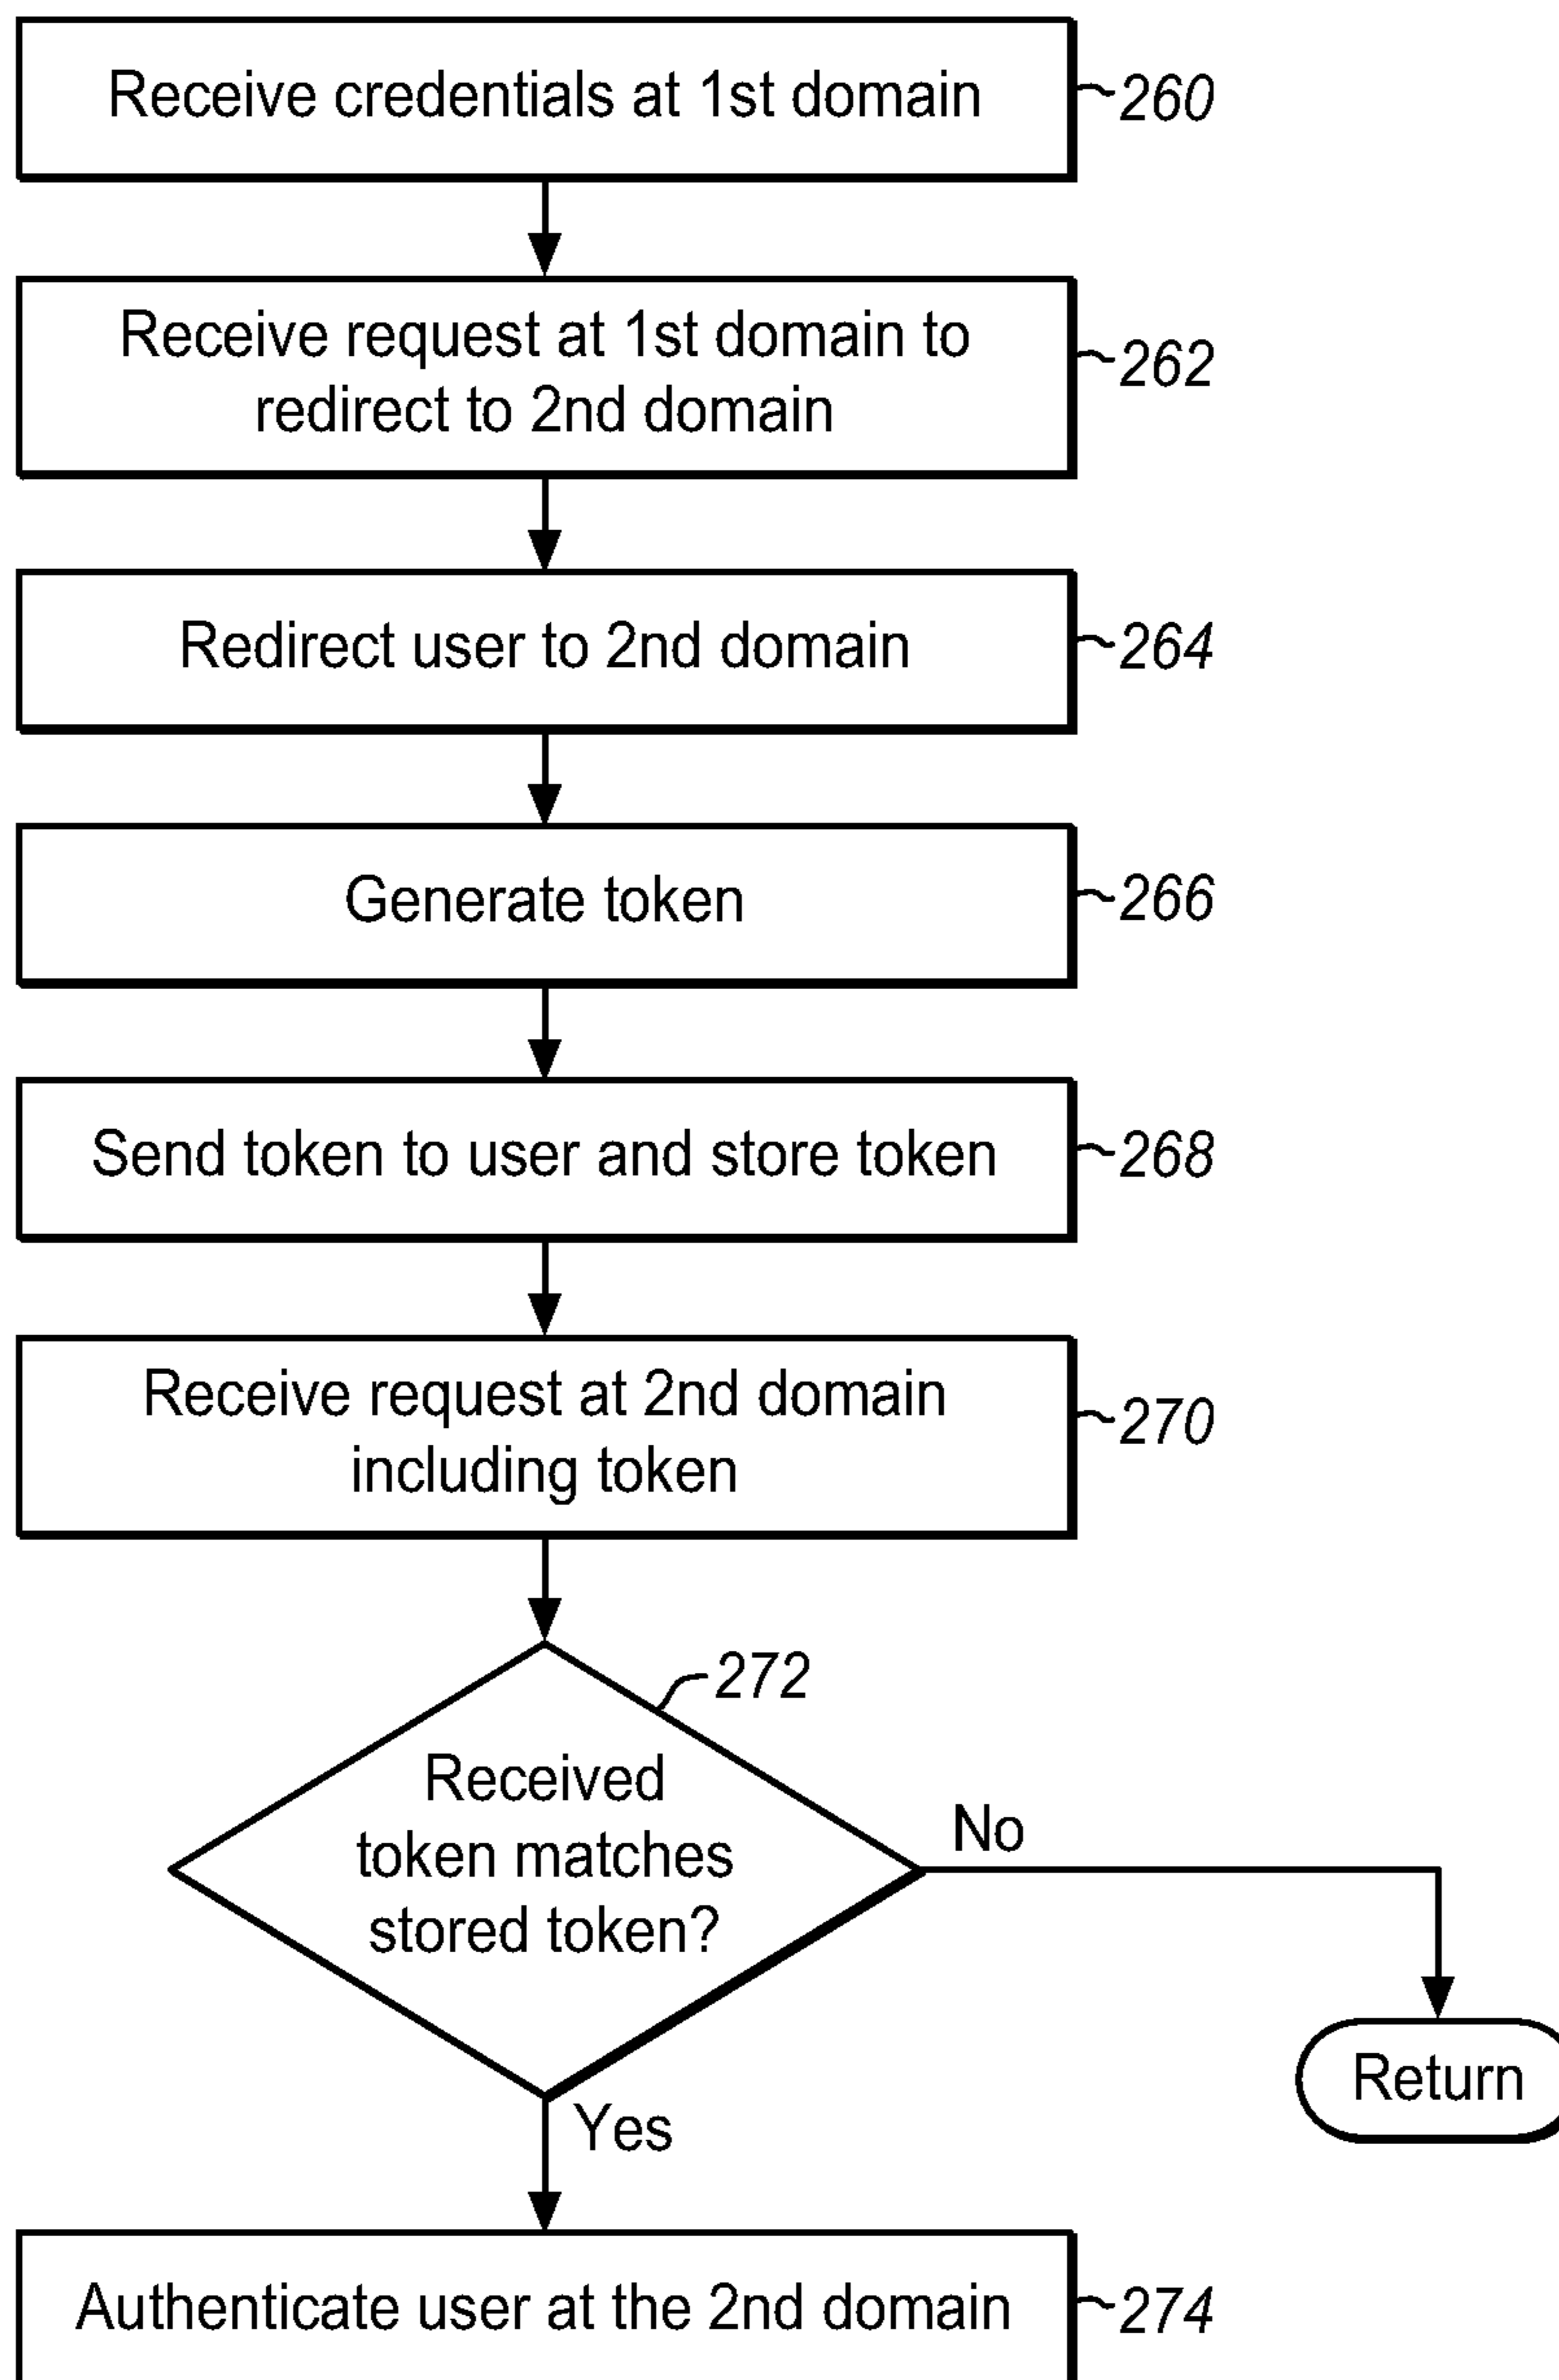 Receive credentials at 1st domain
260
Receive request at 1st domain to
redirect to 2nd domain
262
Redirect user to 2nd domain
264
Generate token
266
Send token to user and store token
268
Receive request at 2nd domain
including token
270
272
Received
token matches
stored token?
No
Return
Yes
Authenticate user at the 2nd domain
274